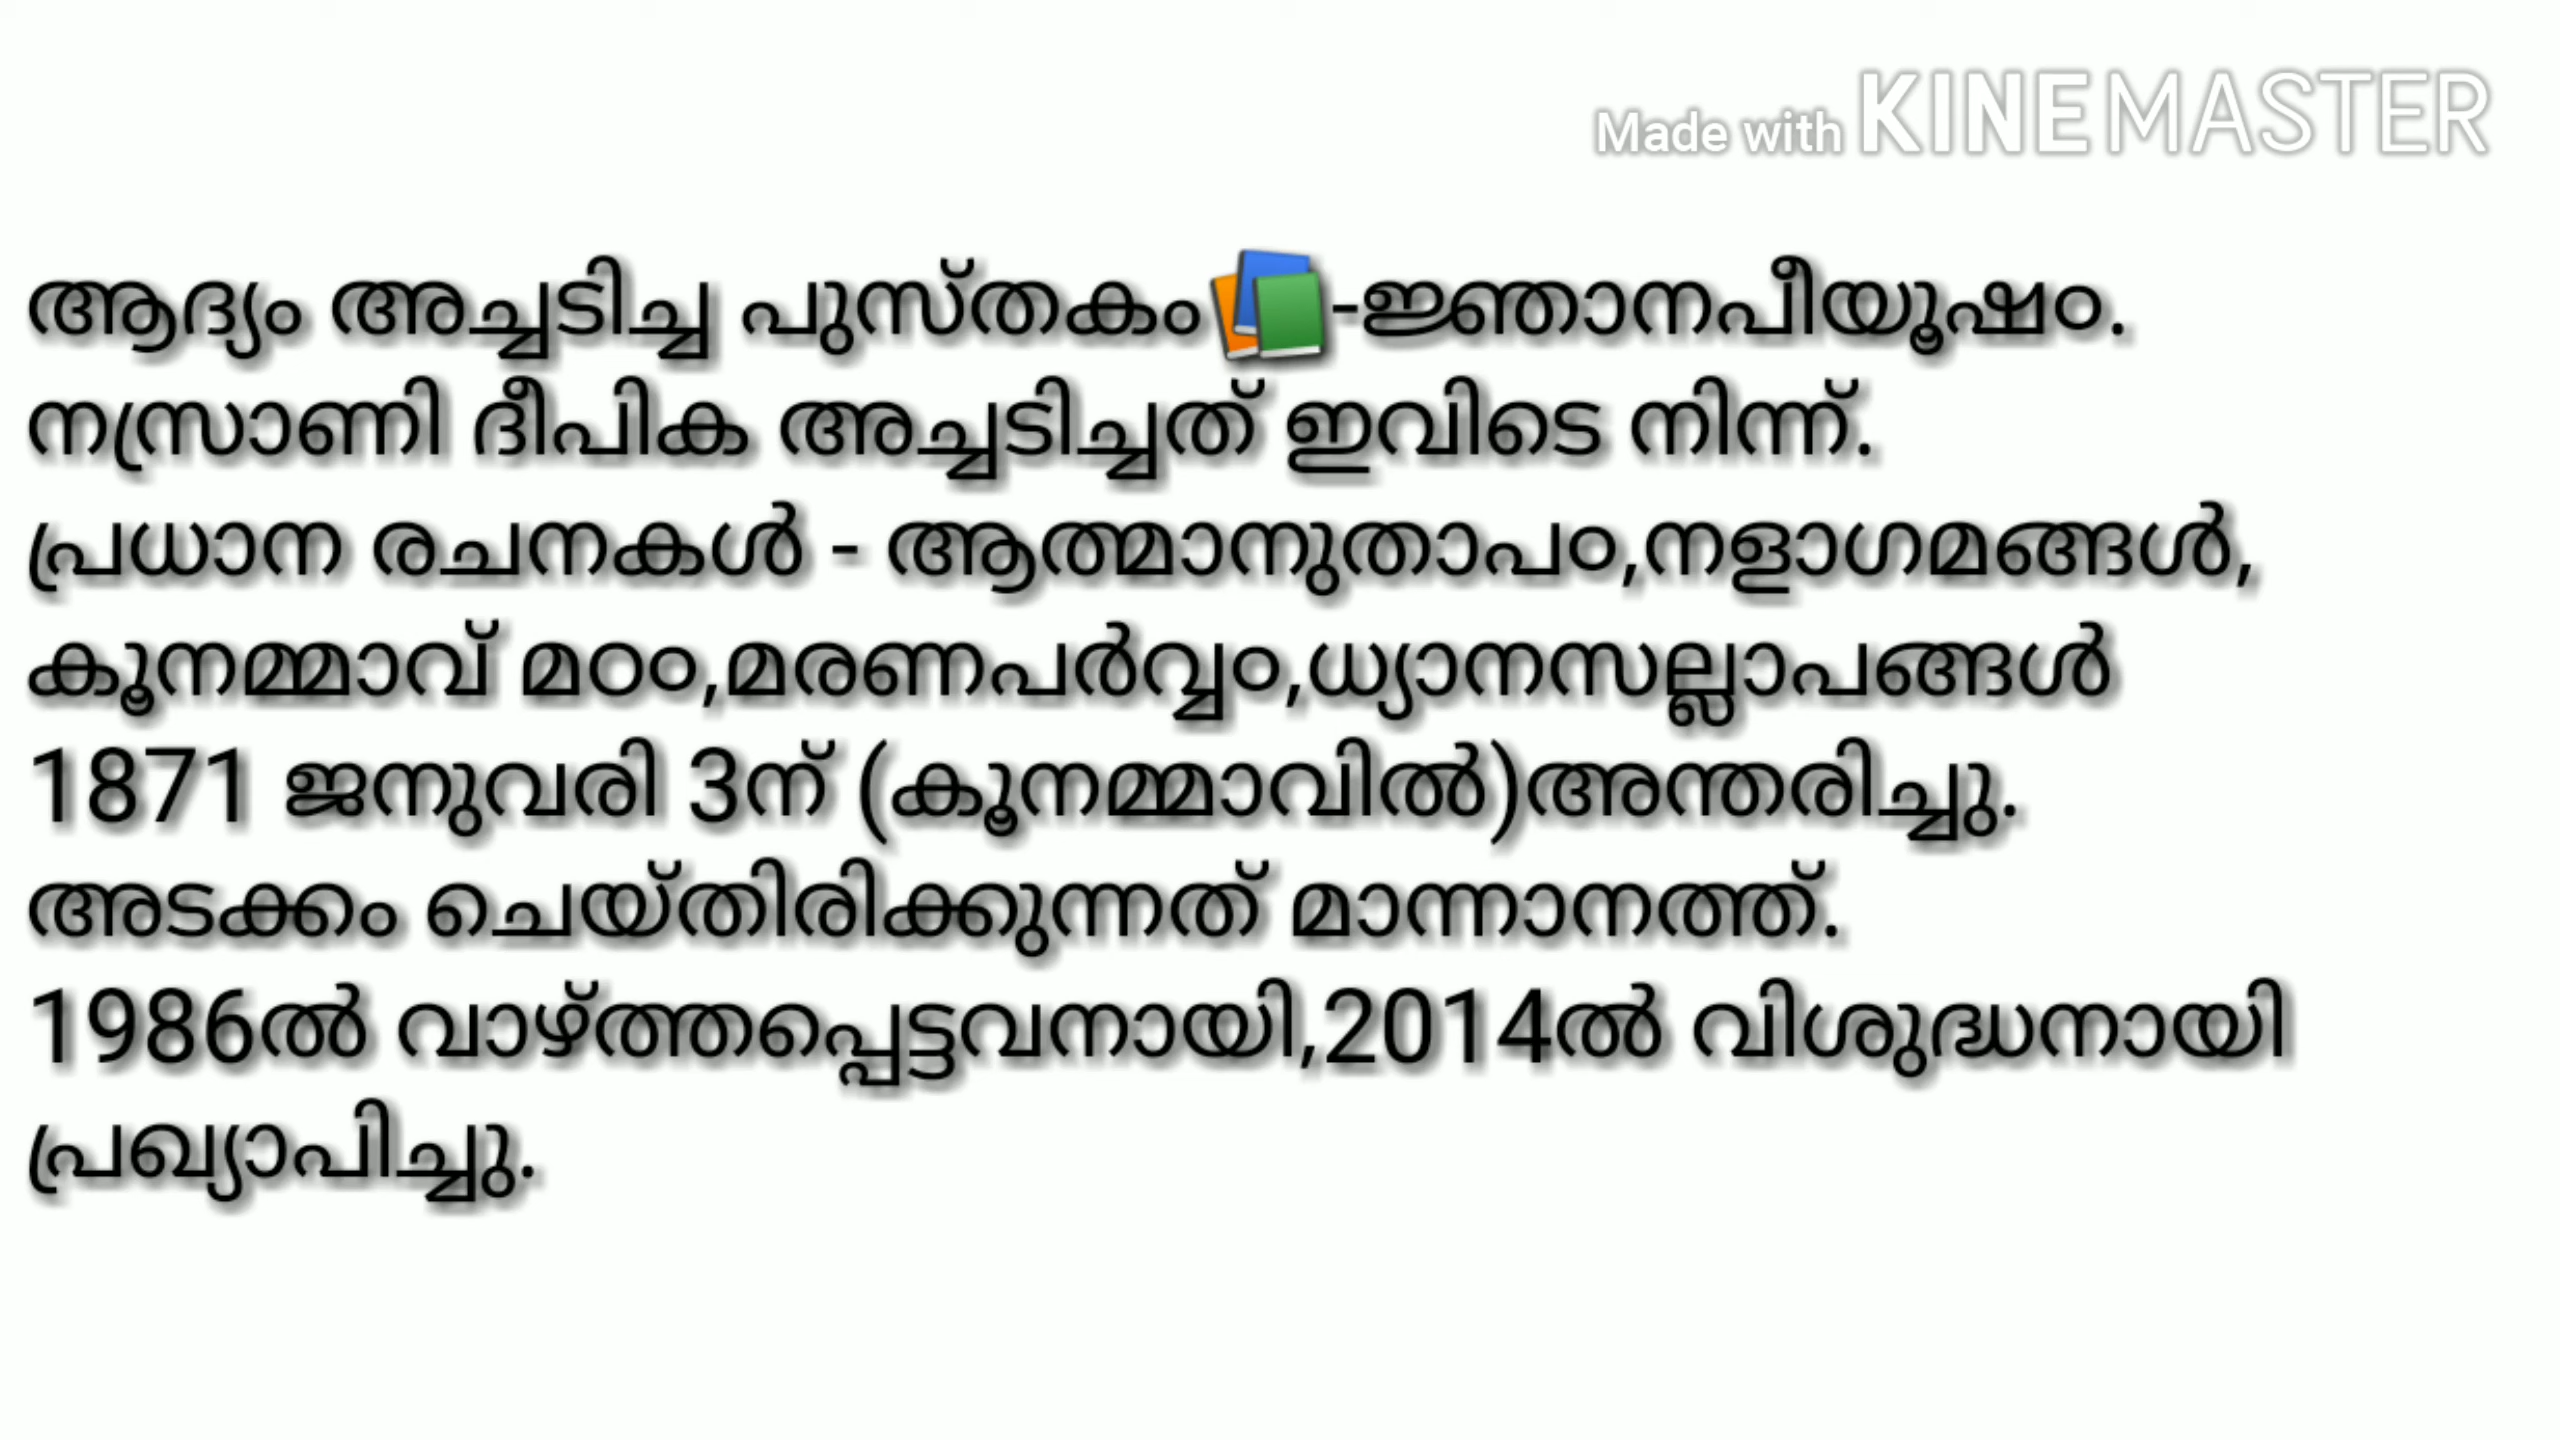 Made with KINEMASTER
ആദ്യം അച്ചടിച്ച പുസ്തകം📚-ജ്ഞാനപീയൂഷം.
നസ്രാണി ദീപിക അച്ചടിച്ചത് ഇവിടെ നിന്ന്.
പ്രധാന രചനകൾ - ആത്മാനുതാപം,നളാഗമങ്ങൾ,
കൂനമ്മാവ് മഠം,മരണപർവ്വം,ധ്യാനസല്ലാപങ്ങൾ
1871 ജനുവരി 3ന് (കൂനമ്മാവിൽ)അന്തരിച്ചു.
അടക്കം ചെയ്തിരിക്കുന്നത് മാന്നാനത്ത്.
1986ൽ വാഴ്ത്തപ്പെട്ടവനായി,2014ൽ വിശുദ്ധനായി
പ്രഖ്യാപിച്ചു.